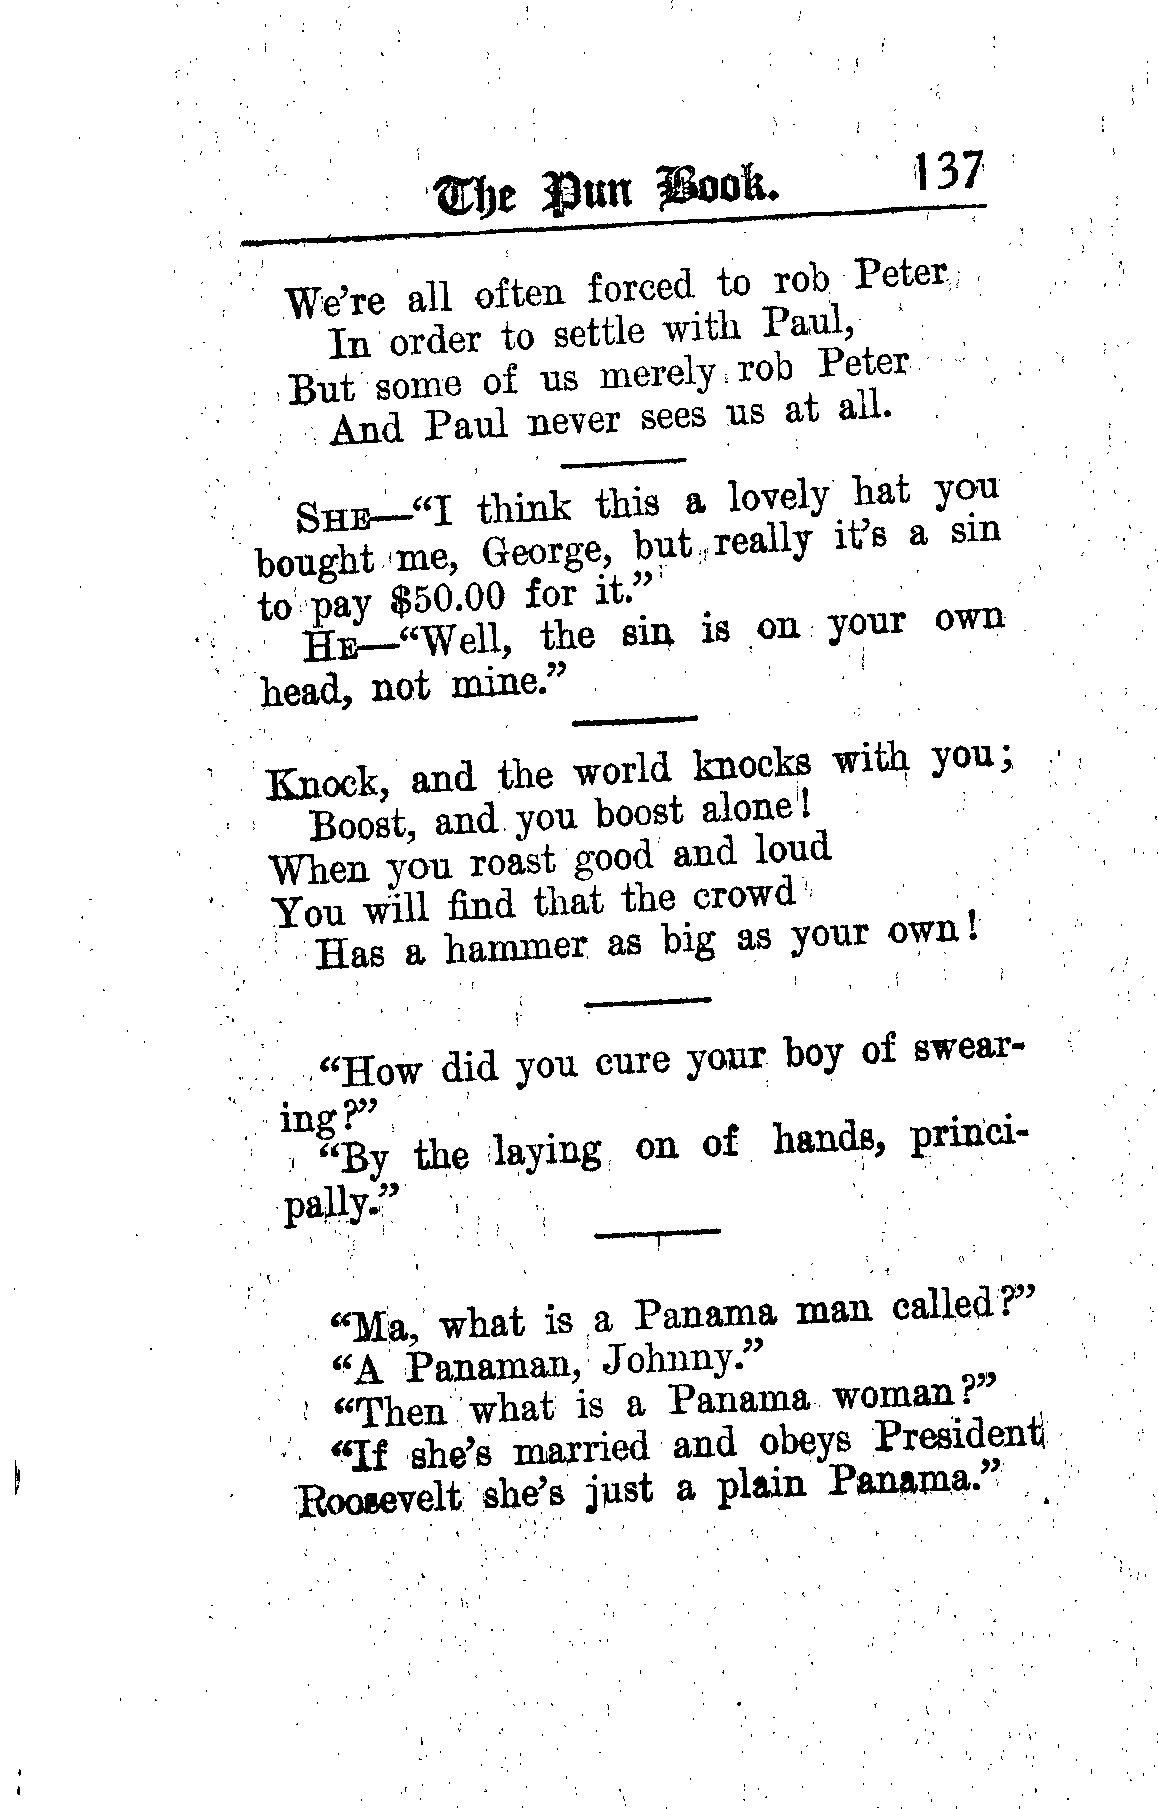 The Pun Book. 137
We're all often forced to rob Peter
In order to settle with Paul,
But some of us merely rob Peter
And Paul never sees us at all.
SHE—“I think this a lovely hat you
bought me, George, but really it's a sin
to pay $50.00 for it.”
HE—“Well, the sin is on your own
head, not mine.”
Knock, and the world knocks with you;
Boost, and you boost alone!
When you roast good and loud
You will find that the crowd
Has a hammer as big as your own!
“How did you cure your boy of swear-
ing?”
“By the laying on of hands, princi-
pally.”
“Ma, what is a Panama man called?”
“A Panaman, Johnny.”
“Then what is a Panama woman?”
“If she's married and obeys President
Roosevelt she's just a plain Panama.”